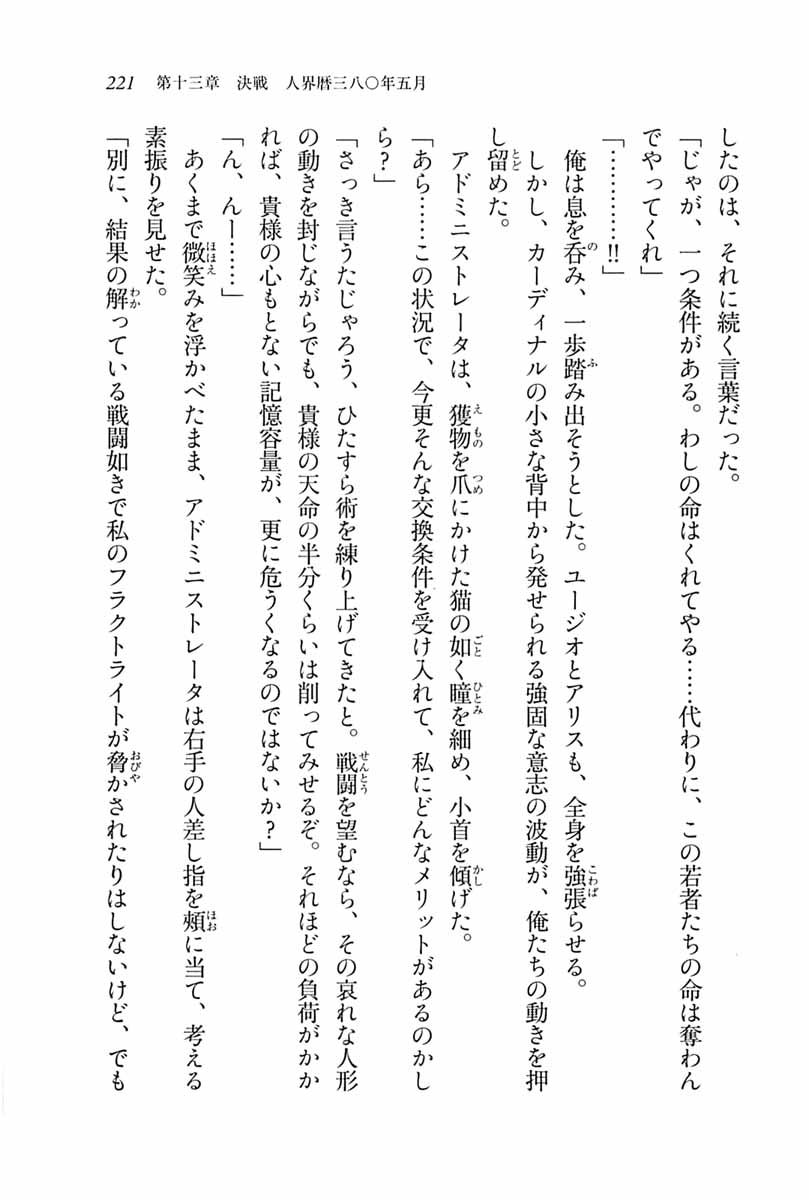 221　第十三章　決戦　人界暦三八〇年五月
したのは、それに続く言葉だった。
「じゃが、一つ条件がある。わしの命はくれてやる……代わりに、この若者たちの命は奪わん
でやってくれ」
「…………!!」
　俺は息を呑み、一歩踏み出そうとした。ユージオとアリスも、全身を強張らせる。
　しかし、カーディナルの小さな背中から発せられる強固な意志の波動が、俺たちの動きを押
し留めた。
　アドミニストレータは、獲物を爪にかけた猫の如く瞳を細め、小首を傾げた。
「あら……この状況で、今更そんな交換条件を受け入れて、私にどんなメリットがあるのかし
ら？」
「さっき言うたじゃろう、ひたすら術を練り上げてきたと。戦闘を望むなら、その哀れな人形
の動きを封じながらでも、貴様の天命の半分くらいは削ってみせるぞ。それほどの負荷がかか
れば、貴様の心もとない記憶容量が、更に危うくなるのではないか？」
「ん、んー……」
　あくまで微笑みを浮かべたまま、アドミニストレータは右手の人差し指を頰に当て、考える
素振りを見せた。
「別に、結果の解っている戦闘如きで私のフラクトライトが脅かされたりはしないけど、でも